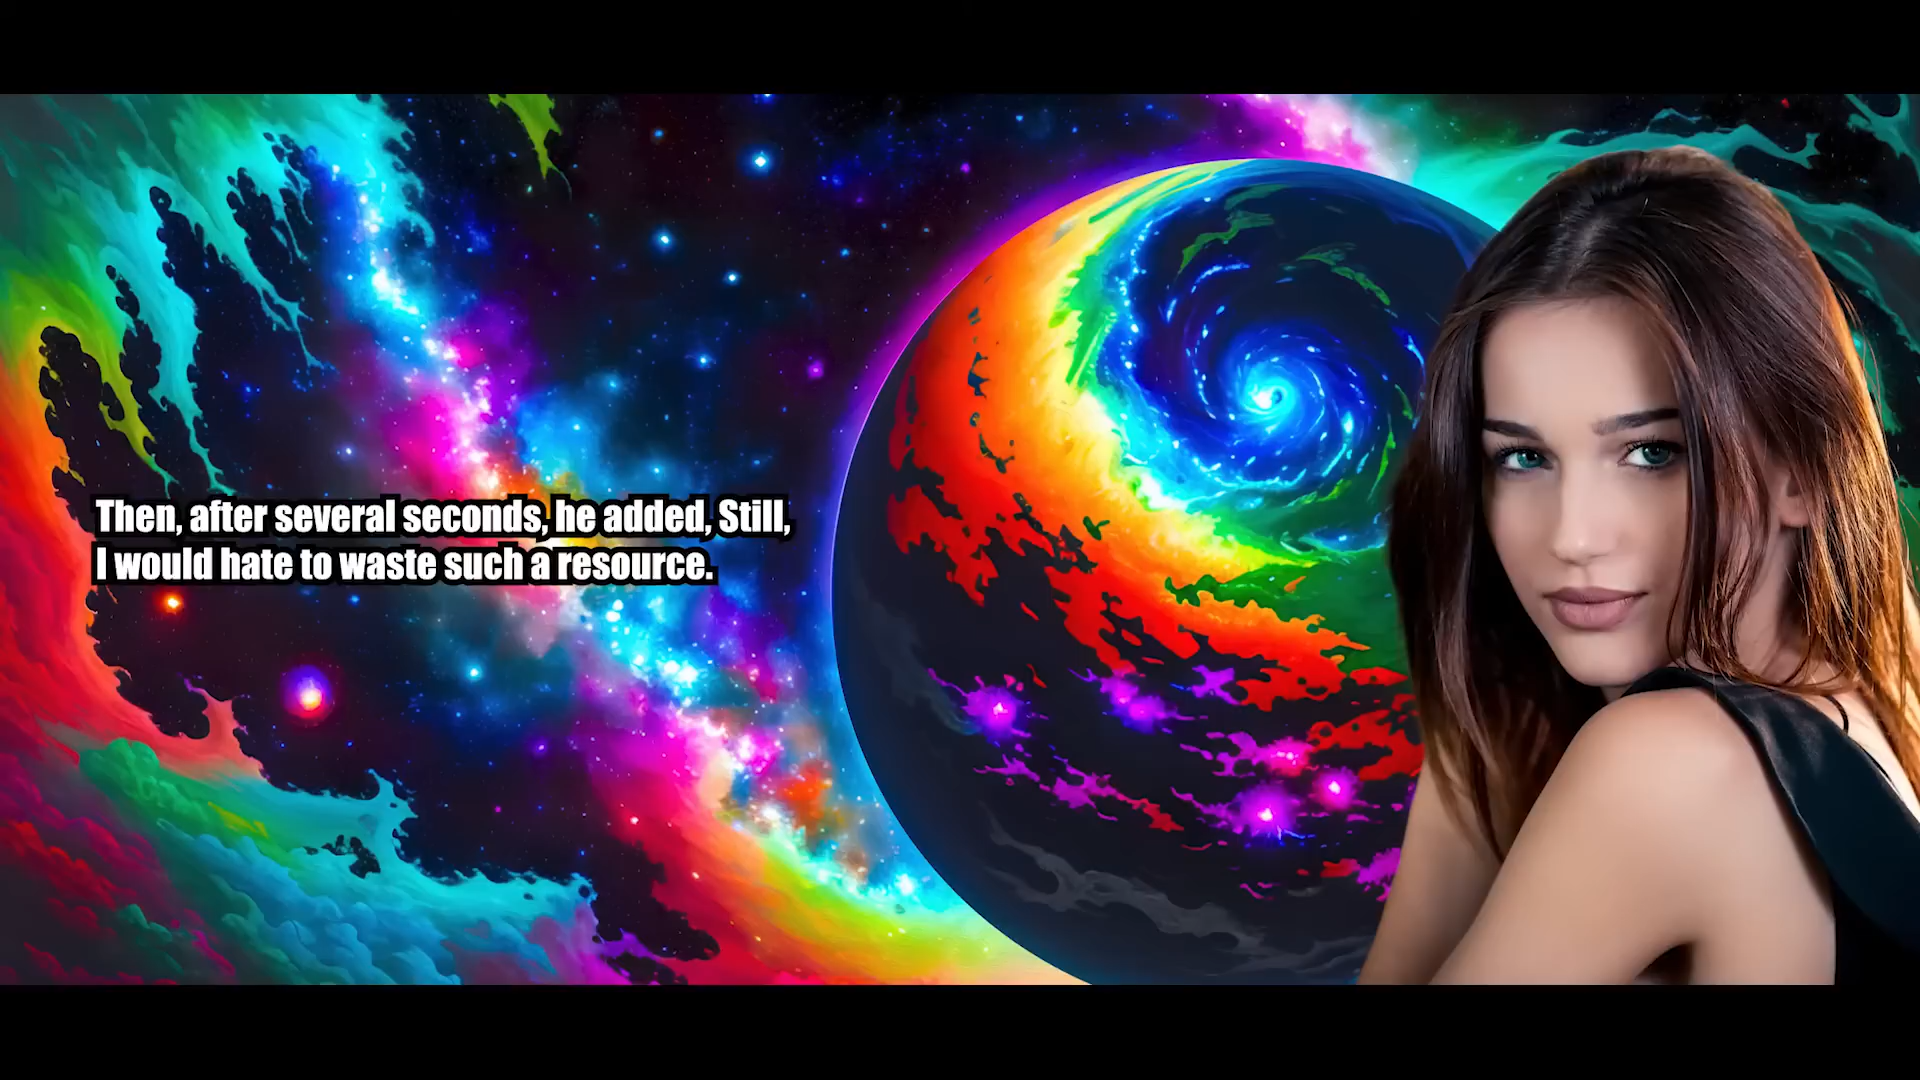 Then, after several seconds, he added, Still,
I would hate to waste such a resource.